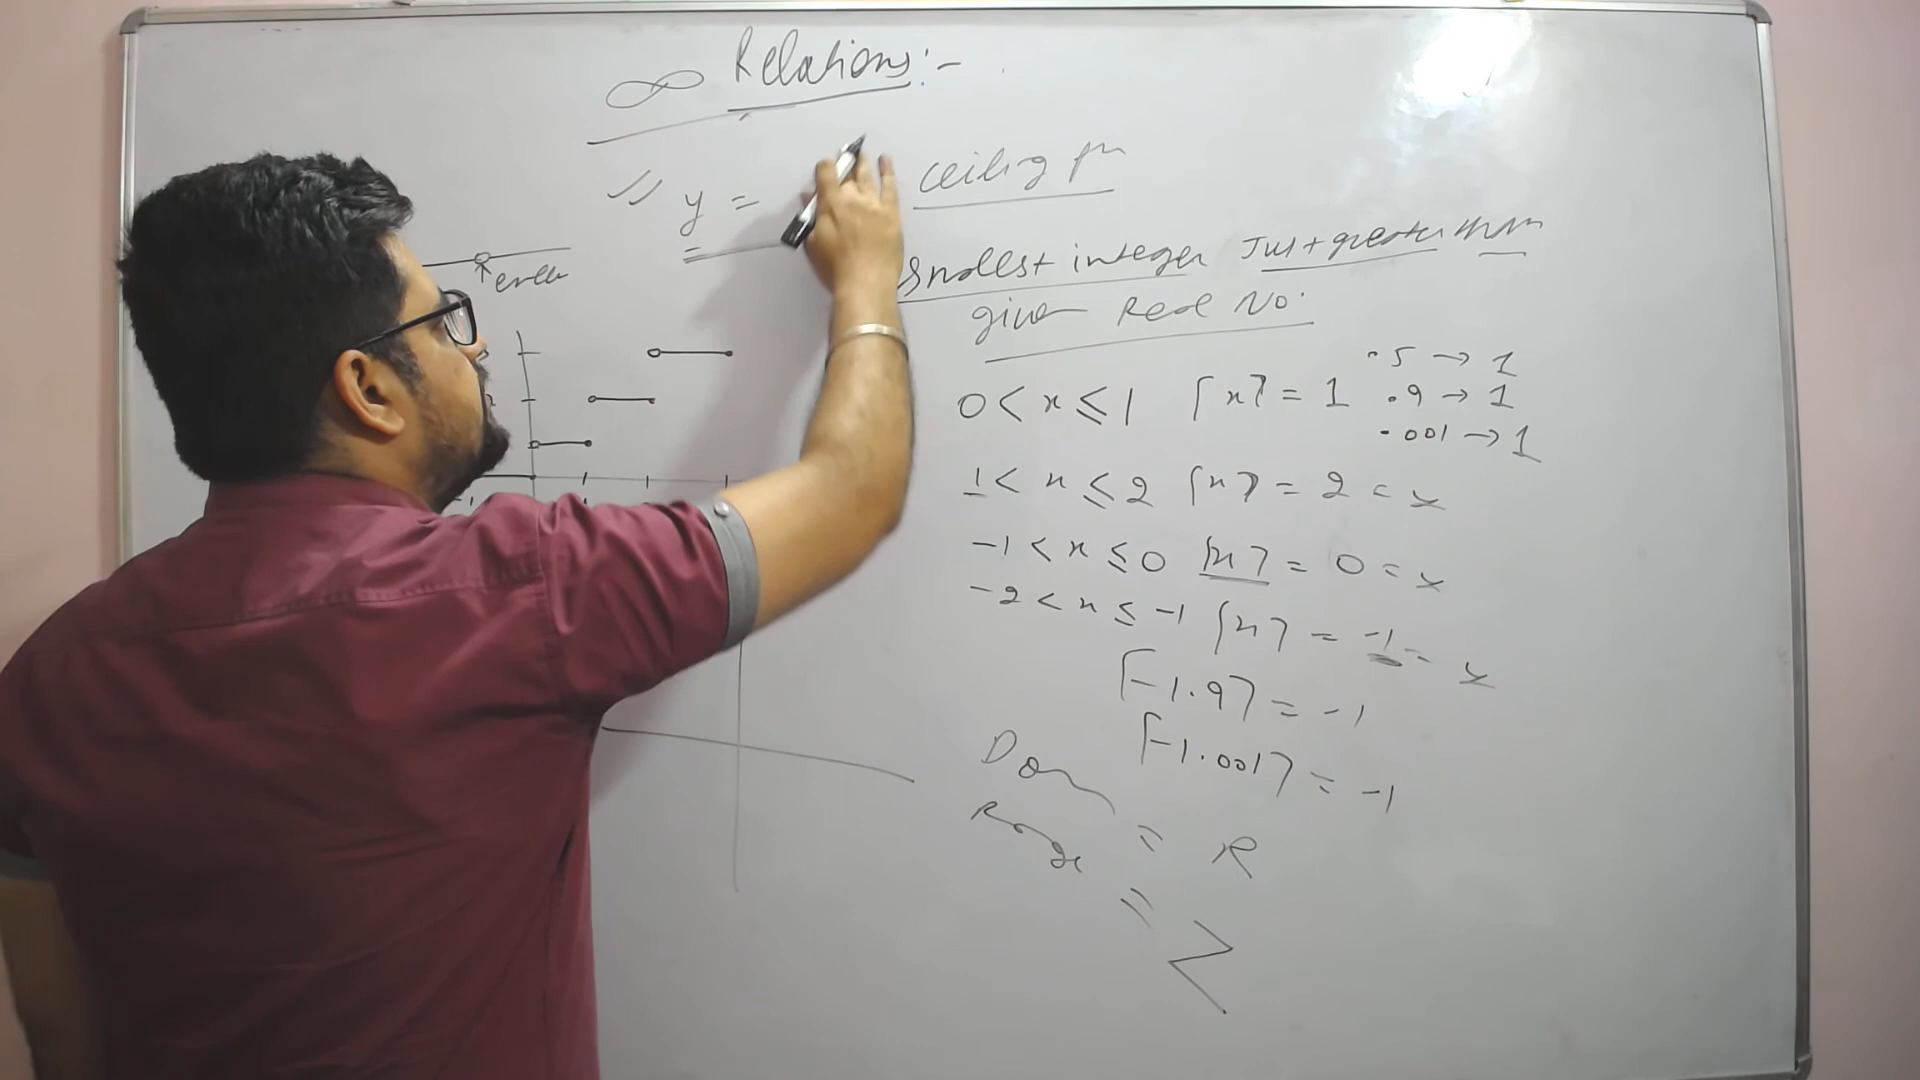 ∞ Relations:-
y = ceiling fn
Smallest integer Just greater than
given Real No.
0 < x ≤ 1 ⌈x⌉ = 1
.5 → 1
.9 → 1
.001 → 1
1 < x ≤ 2 ⌈x⌉ = 2 = y
-1 < x ≤ 0 ⌈x⌉ = 0 = y
-2 < x ≤ -1 ⌈x⌉ = -1 = y
⌈-1.9⌉ = -1
⌈-1.001⌉ = -1
Dom = R
Range = Z